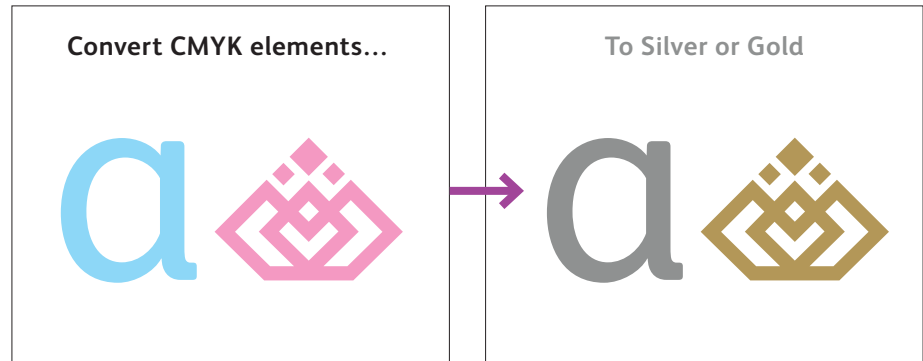 Convert CMYK elements…
To Silver or Gold
a
a